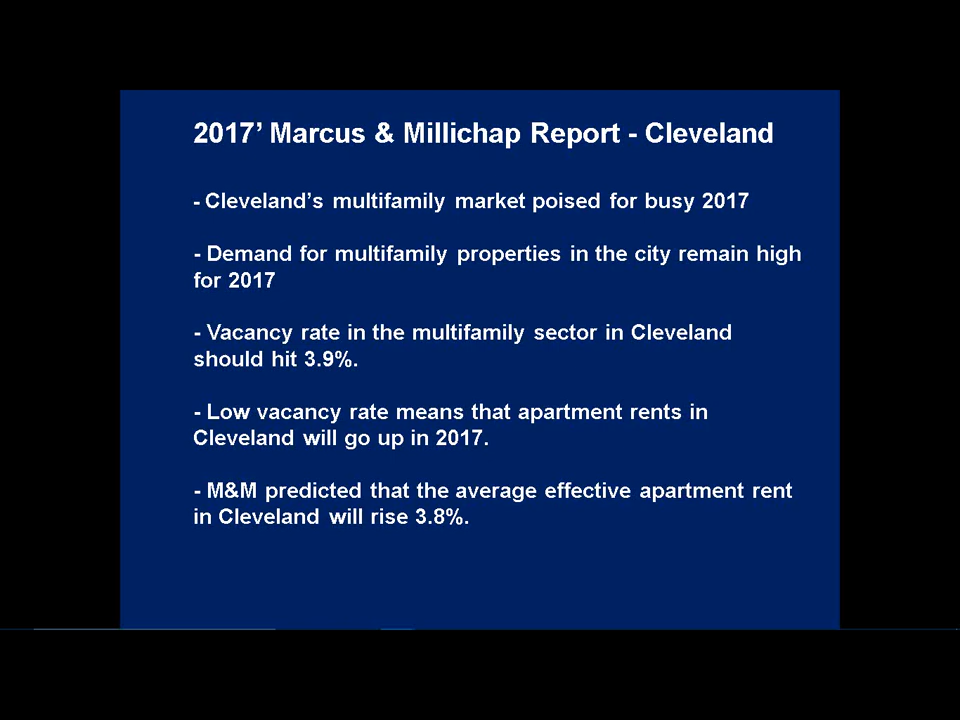 2017’ Marcus & Millichap Report - Cleveland
- Cleveland’s multifamily market poised for busy 2017
- Demand for multifamily properties in the city remain high
for 2017
- Vacancy rate in the multifamily sector in Cleveland
should hit 3.9%.
- Low vacancy rate means that apartment rents in
Cleveland will go up in 2017.
- M&M predicted that the average effective apartment rent
in Cleveland will rise 3.8%.